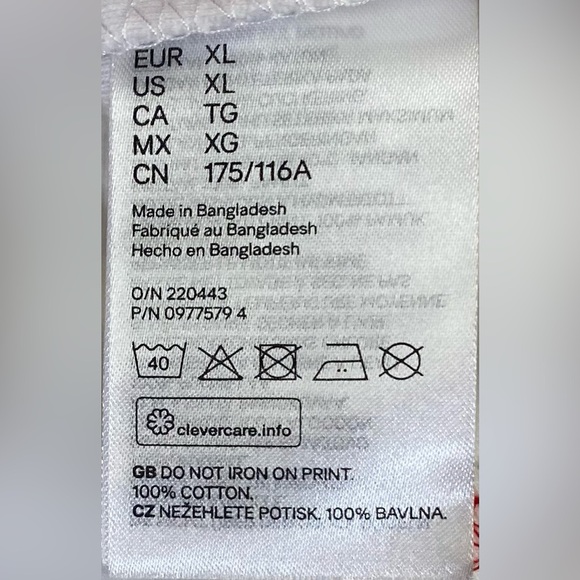 EUR XL
US XL
CA TG
MX XG
CN 175/116A
Made in Bangladesh
Fabriqué au Bangladesh
Hecho en Bangladesh
O/N 220443
P/N 0977579 4
40
clevercare.info
GB DO NOT IRON ON PRINT.
100% COTTON.
CZ NEŽEHLETE POTISK. 100% BAVLNA.